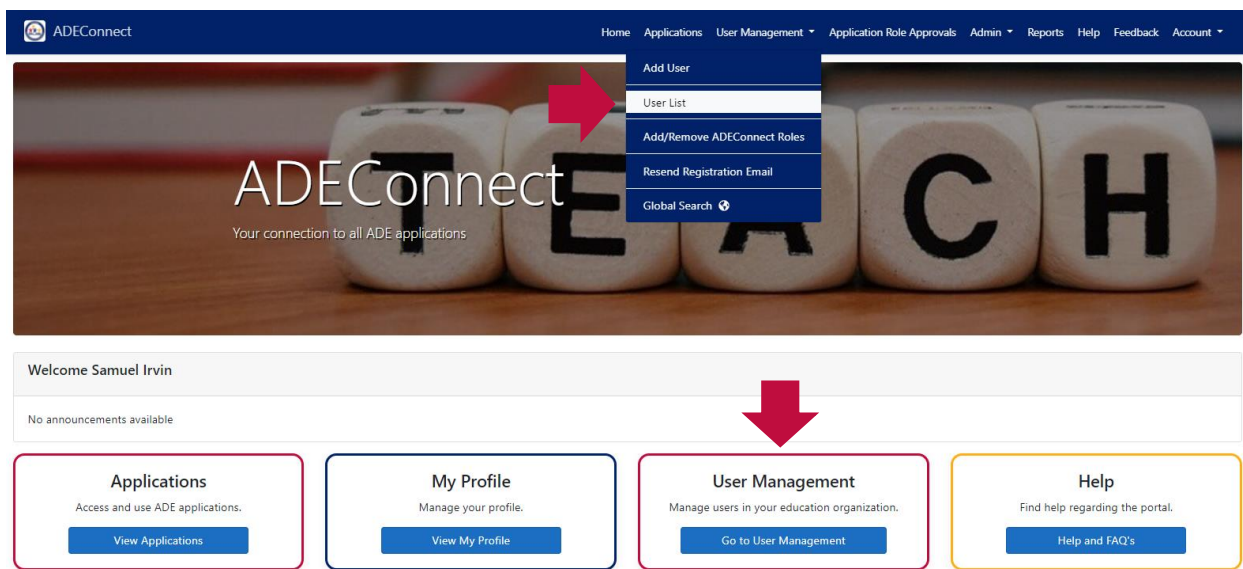 ADEConnect
Home Applications User Management Application Role Approvals Admin Reports Help Feedback Account
Add User
User List
Add/Remove ADEConnect Roles
Resend Registration Email
Global Search
ADEConnect
Your connection to all ADE applications
TEACH
Welcome Samuel Irvin
No announcements available
Applications
Access and use ADE applications.
View Applications
My Profile
Manage your profile.
View My Profile
User Management
Manage users in your education organization.
Go to User Management
Help
Find help regarding the portal.
Help and FAQ's